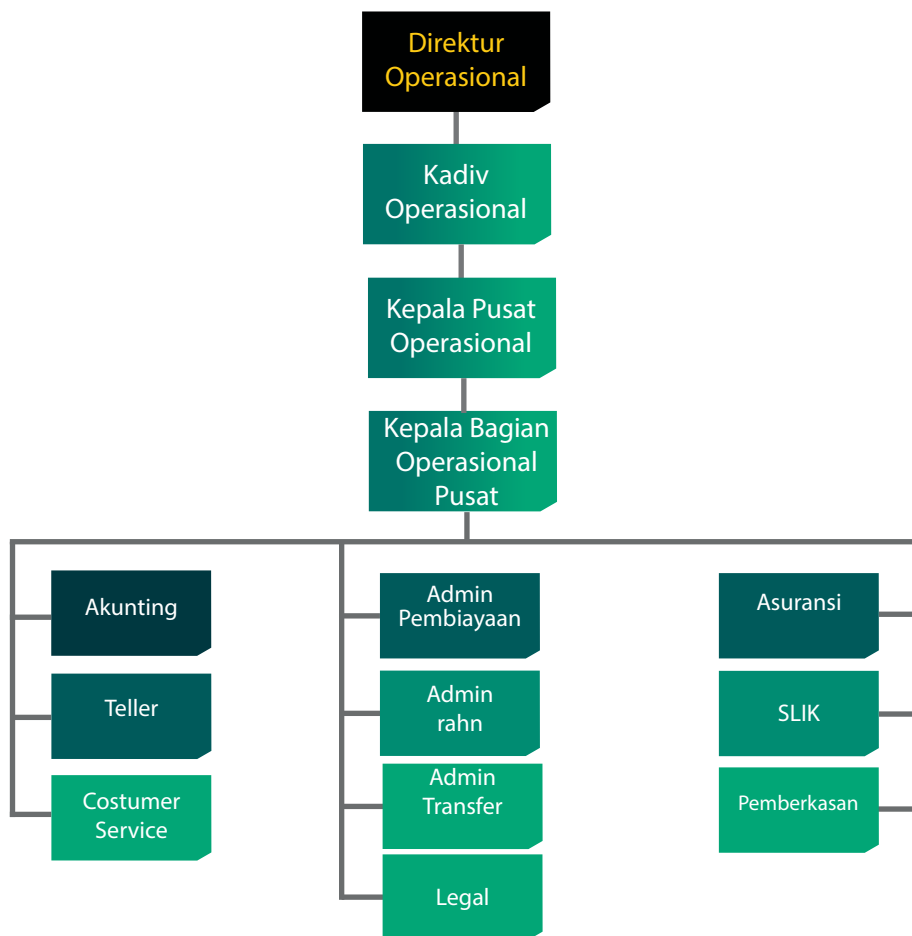 Direktur
Operasional
Kadiv
Operasional
Kepala Pusat
Operasional
Kepala Bagian
Operasional
Pusat
Akunting
Teller
Costumer
Service
Admin
Pembiayaan
Admin
rahn
Admin
Transfer
Legal
Asuransi
SLIK
Pemberkasan